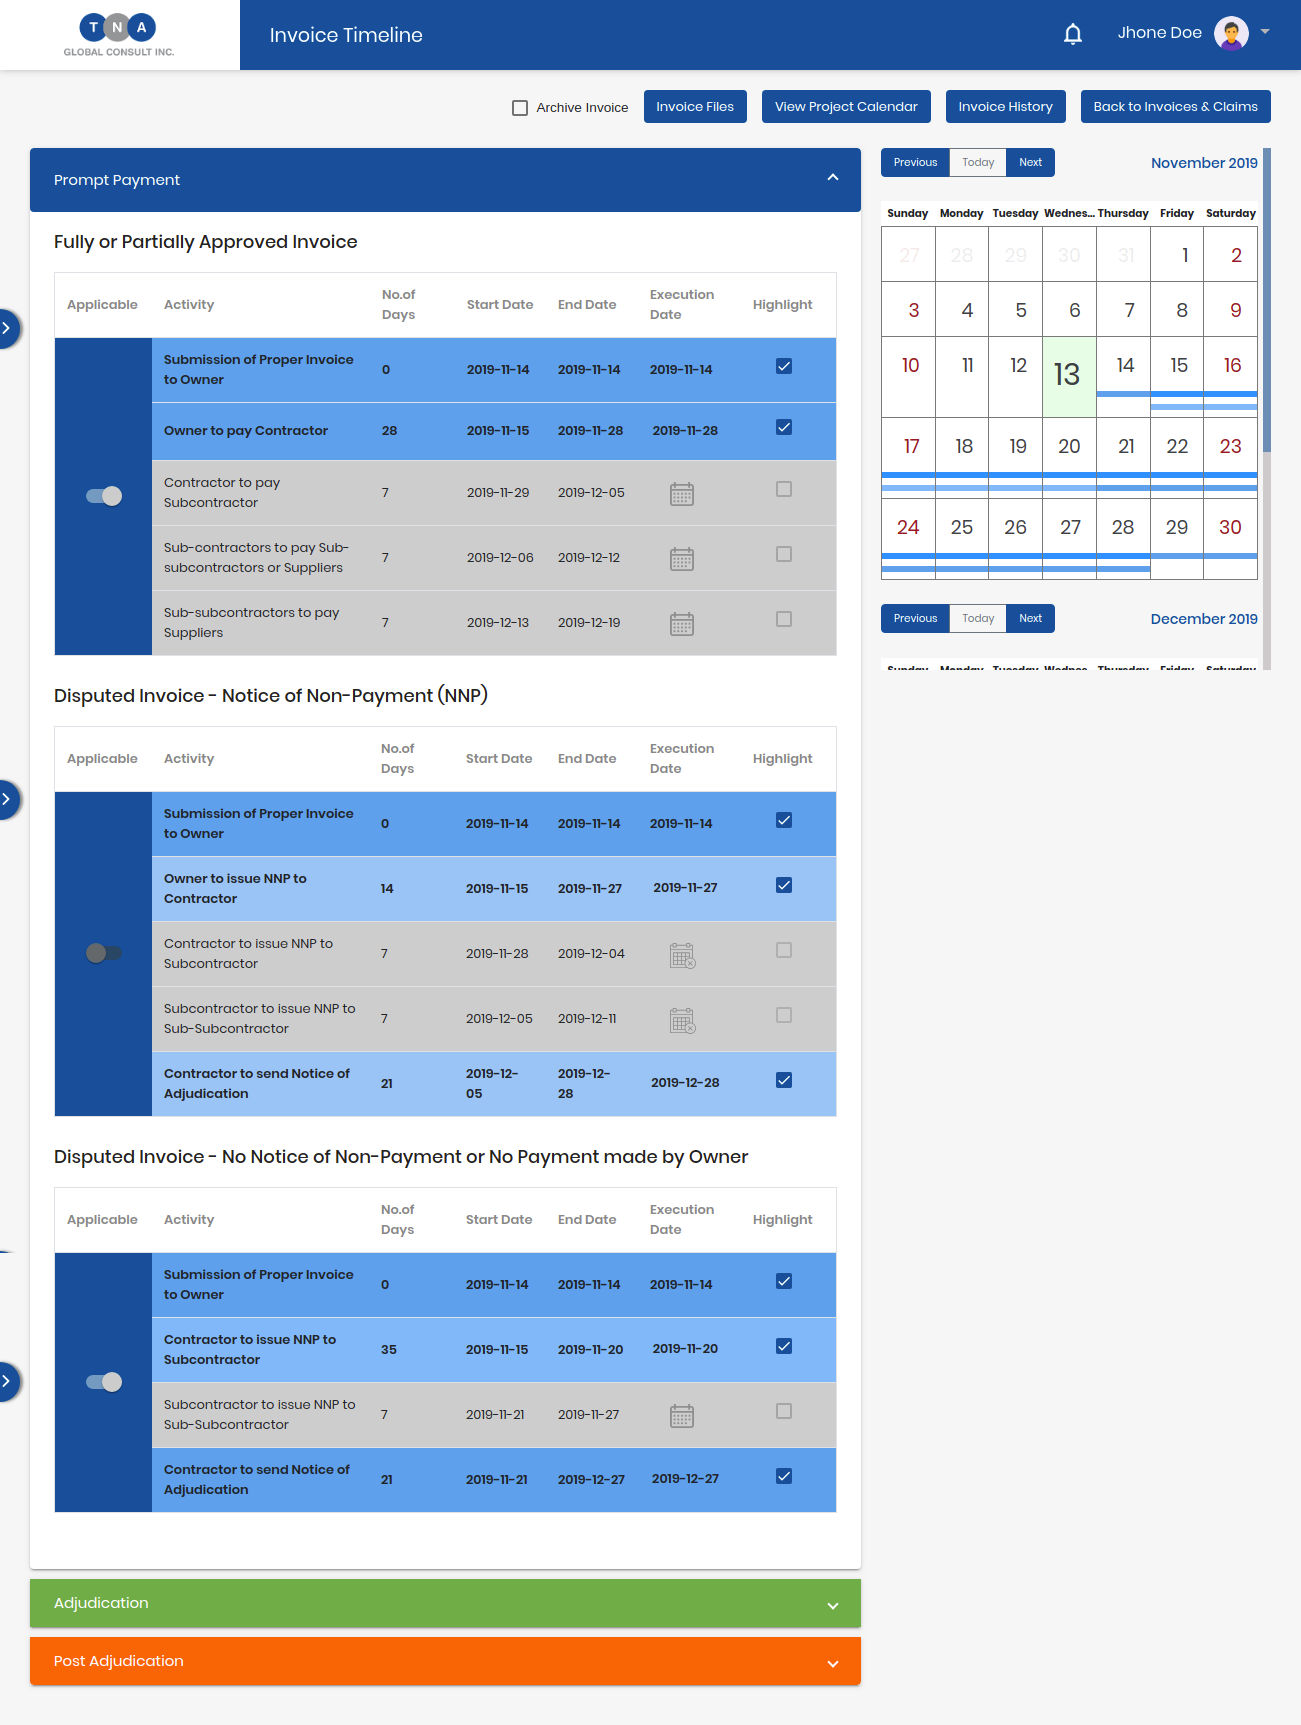 T N A
GLOBAL CONSULT INC.
Invoice Timeline
Jhone Doe
Archive Invoice
Invoice Files
View Project Calendar
Invoice History
Back to Invoices & Claims
Prompt Payment
Fully or Partially Approved Invoice
Applicable Activity No.of Days Start Date End Date Execution Date Highlight
Submission of Proper Invoice to Owner 0 2019-11-14 2019-11-14 2019-11-14
Owner to pay Contractor 28 2019-11-15 2019-11-28 2019-11-28
Contractor to pay Subcontractor 7 2019-11-29 2019-12-05
Sub-contractors to pay Sub-subcontractors or Suppliers 7 2019-12-06 2019-12-12
Sub-subcontractors to pay Suppliers 7 2019-12-13 2019-12-19
Disputed Invoice - Notice of Non-Payment (NNP)
Applicable Activity No.of Days Start Date End Date Execution Date Highlight
Submission of Proper Invoice to Owner 0 2019-11-14 2019-11-14 2019-11-14
Owner to issue NNP to Contractor 14 2019-11-15 2019-11-27 2019-11-27
Contractor to issue NNP to Subcontractor 7 2019-11-28 2019-12-04
Subcontractor to issue NNP to Sub-Subcontractor 7 2019-12-05 2019-12-11
Contractor to send Notice of Adjudication 21 2019-12-05 2019-12-28 2019-12-28
Disputed Invoice - No Notice of Non-Payment or No Payment made by Owner
Applicable Activity No.of Days Start Date End Date Execution Date Highlight
Submission of Proper Invoice to Owner 0 2019-11-14 2019-11-14 2019-11-14
Contractor to issue NNP to Subcontractor 35 2019-11-15 2019-11-20 2019-11-20
Subcontractor to issue NNP to Sub-Subcontractor 7 2019-11-21 2019-11-27
Contractor to send Notice of Adjudication 21 2019-11-21 2019-12-27 2019-12-27
Adjudication
Post Adjudication
Previous Today Next November 2019
Sunday Monday Tuesday Wednes... Thursday Friday Saturday
27 28 29 30 31 1 2
3 4 5 6 7 8 9
10 11 12 13 14 15 16
17 18 19 20 21 22 23
24 25 26 27 28 29 30
Previous Today Next December 2019
Sunday Monday Tuesday Wednes... Thursday Friday Saturday